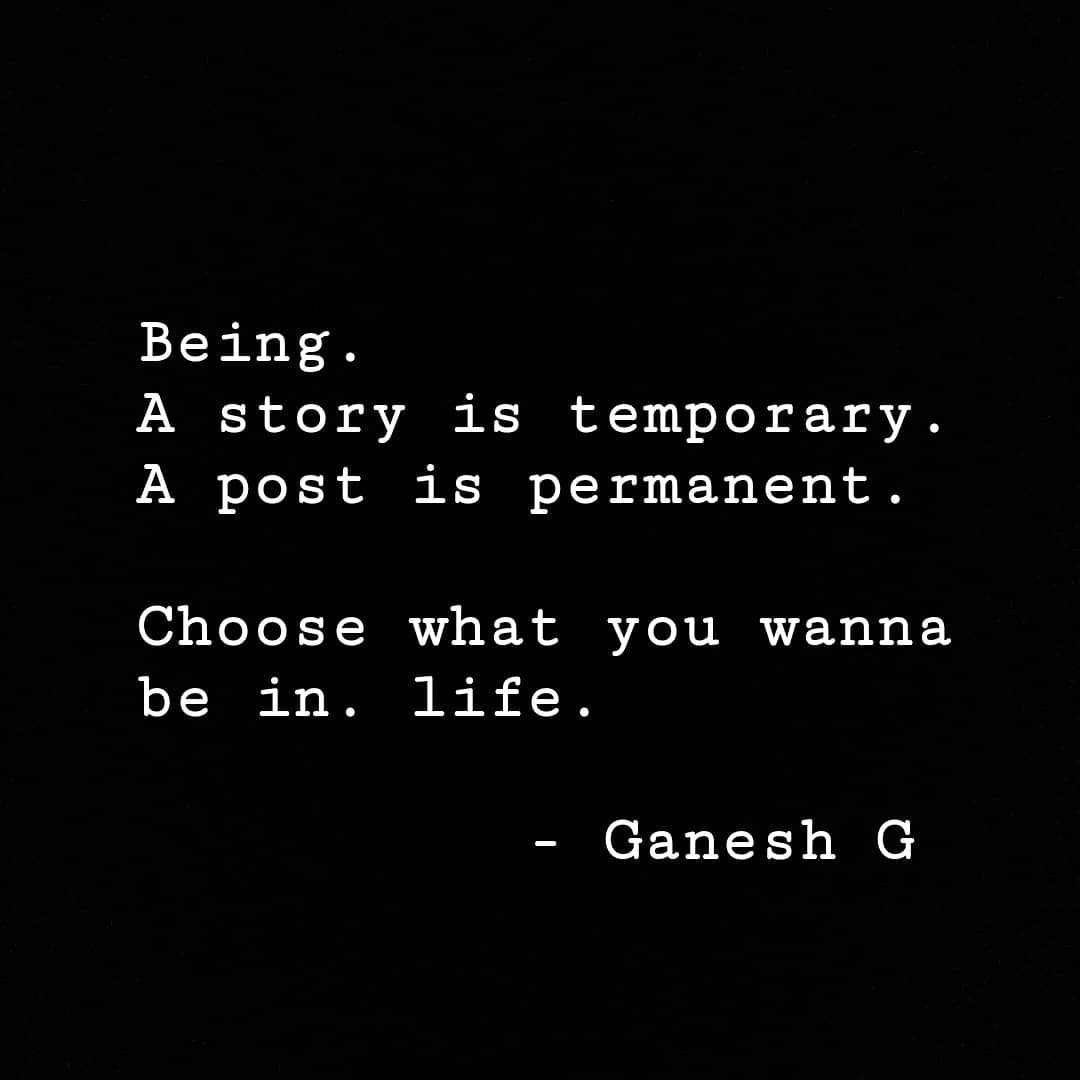 Being.
A story is temporary.
A post is permanent.
Choose what you wanna
be in. life.
- Ganesh G